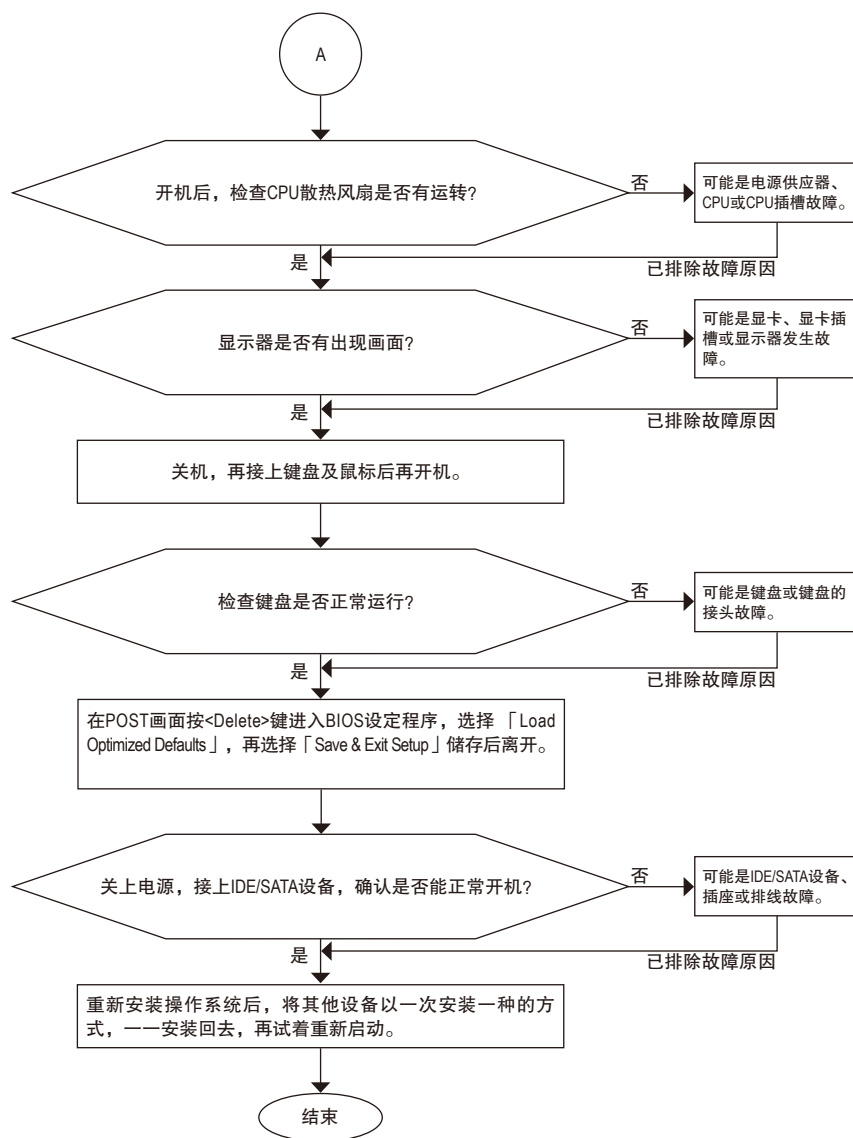 A
开机后，检查CPU散热风扇是否有运转?
否
可能是电源供应器、
CPU或CPU插槽故障。
是
已排除故障原因
显示器是否有出现画面?
否
可能是显卡、显卡插
槽或显示器发生故
障。
是
已排除故障原因
关机，再接上键盘及鼠标后再开机。
检查键盘是否正常运行?
否
可能是键盘或键盘的
接头故障。
是
已排除故障原因
在POST画面按<Delete>键进入BIOS设定程序，选择「Load
Optimized Defaults」，再选择「Save & Exit Setup」储存后离开。
关上电源，接上IDE/SATA设备，确认是否能正常开机?
否
可能是IDE/SATA设备、
插座或排线故障。
是
已排除故障原因
重新安装操作系统后，将其他设备以一次安装一种的方
式，一一安装回去，再试着重新启动。
结束